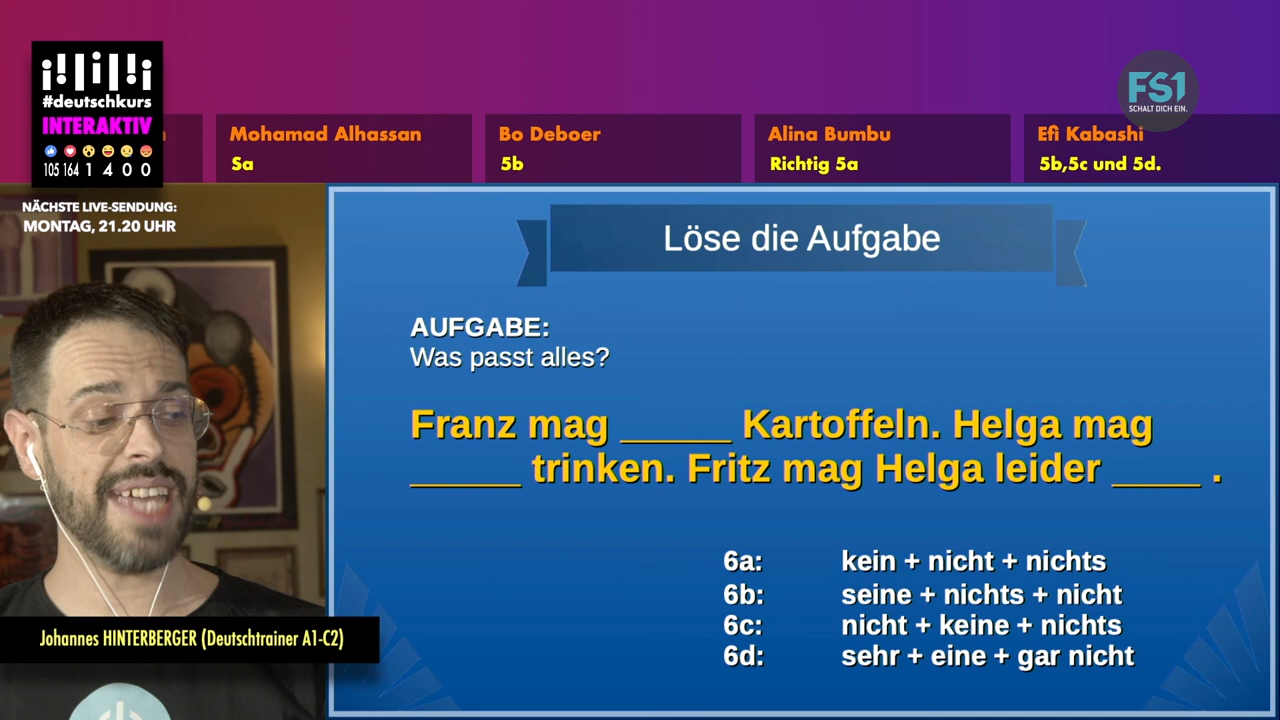 #deutschkurs
INTERAKTIV
105 164 1 4 0 0
FS1
SCHALT DICH EIN.
Mohamad Alhassan
Sa
Bo Deboer
5b
Alina Bumbu
Richtig 5a
Efi Kabashi
5b,5c und 5d.
NÄCHSTE LIVE-SENDUNG:
MONTAG, 21.20 UHR
Löse die Aufgabe
AUFGABE:
Was passt alles?
Franz mag _____ Kartoffeln. Helga mag
_____ trinken. Fritz mag Helga leider ____ .
6a: kein + nicht + nichts
6b: seine + nichts + nicht
6c: nicht + keine + nichts
6d: sehr + eine + gar nicht
Johannes HINTERBERGER (Deutschtrainer A1-C2)